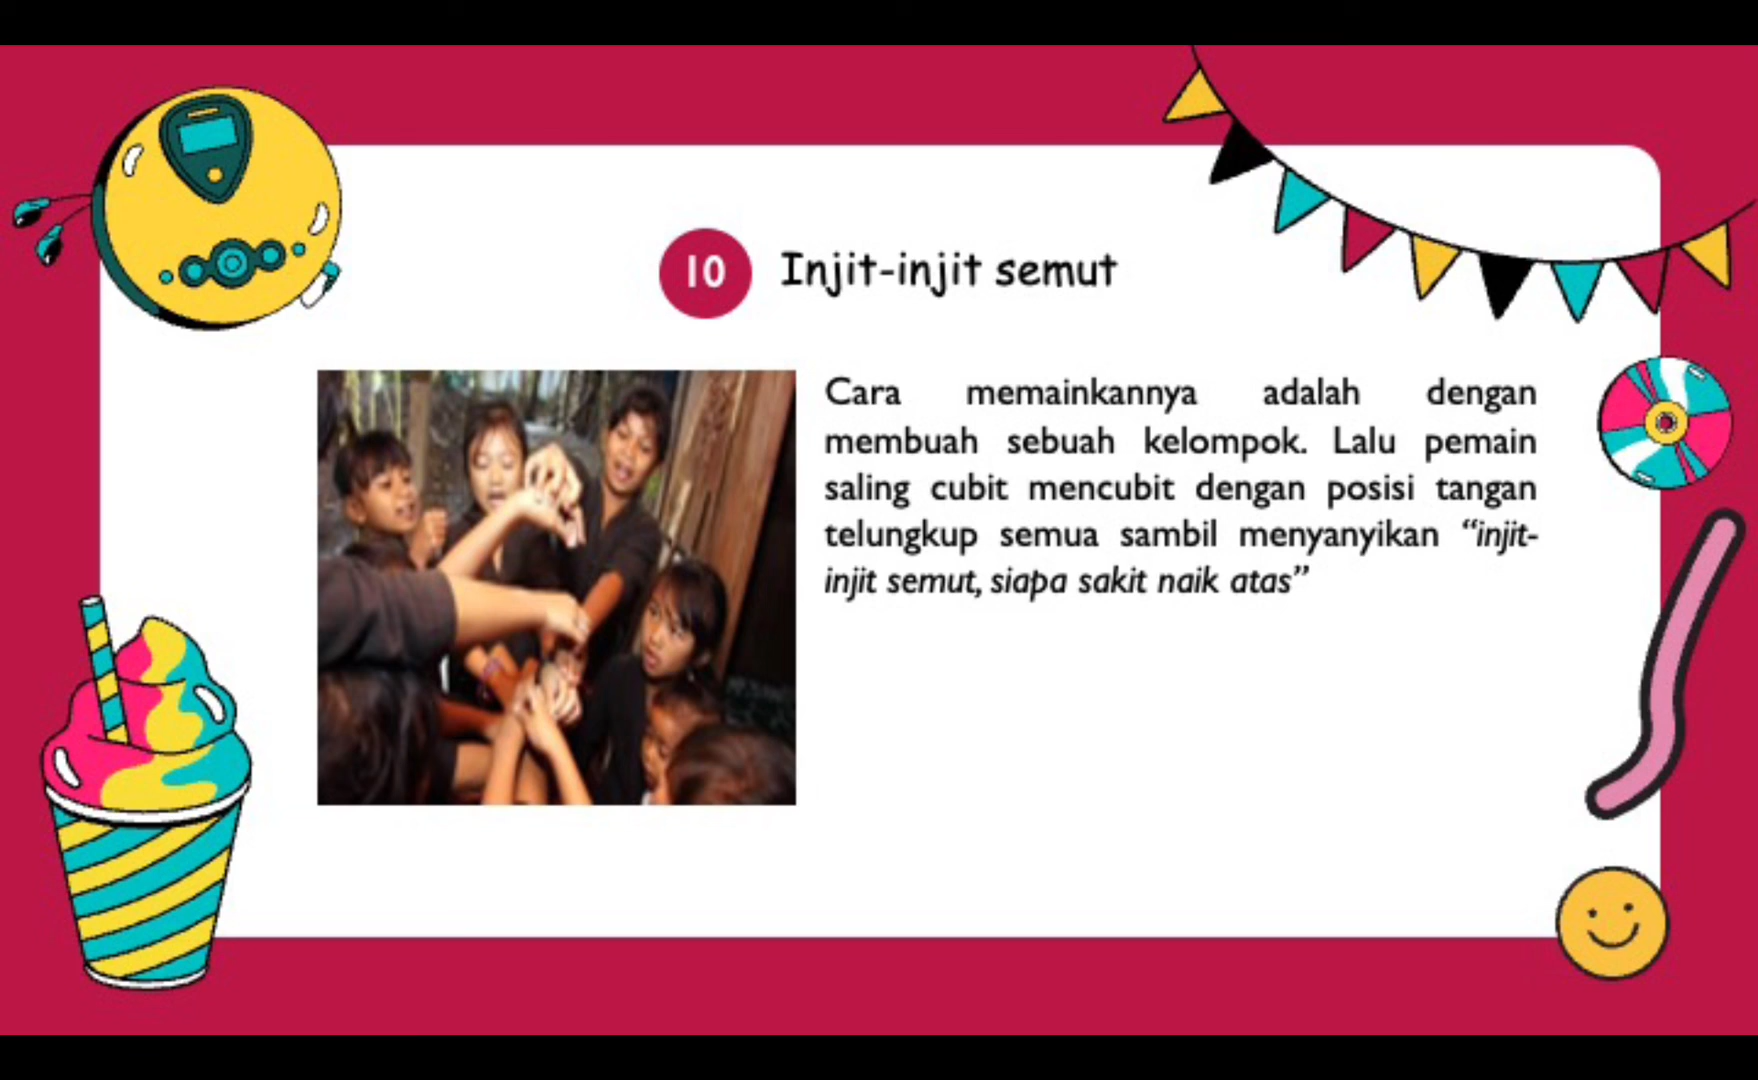 10 Injit-injit semut
Cara memainkannya adalah dengan
membuah sebuah kelompok. Lalu pemain
saling cubit mencubit dengan posisi tangan
telungkup semua sambil menyanyikan “injit-
injit semut, siapa sakit naik atas”